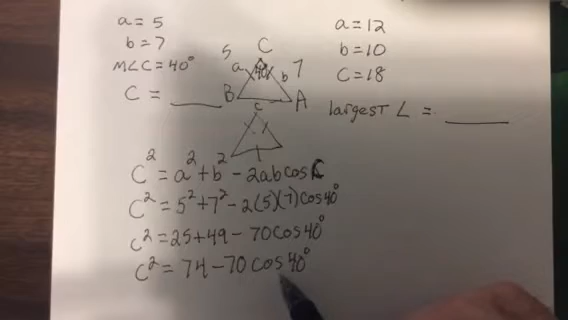 a = 5
b = 7
m∠C = 40°
C = ____
C
5
a
40°
b
7
B
c
A
a = 12
b = 10
C = 18
largest ∠ = ____
C² = a² + b² - 2ab cos C
C² = 5² + 7² - 2(5)(7) cos 40°
C² = 25 + 49 - 70 cos 40°
C² = 74 - 70 cos 40°